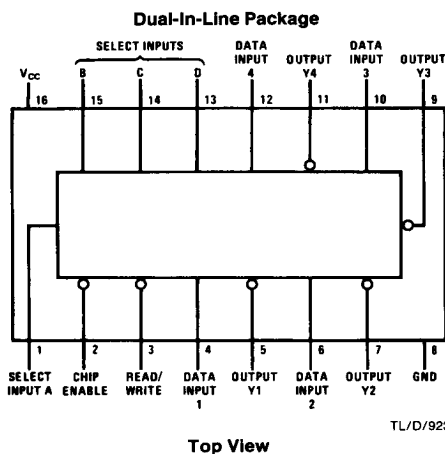 Dual-In-Line Package
SELECT INPUTS
DATA INPUT 4
OUTPUT Y4
DATA INPUT 3
OUTPUT Y3
VCC
B
C
D
16
15
14
13
12
11
10
9
1
2
3
4
5
6
7
8
SELECT INPUT A
CHIP ENABLE
READ/ WRITE
DATA INPUT 1
OUTPUT Y1
DATA INPUT 2
OUTPUT Y2
GND
TL/D/923
Top View